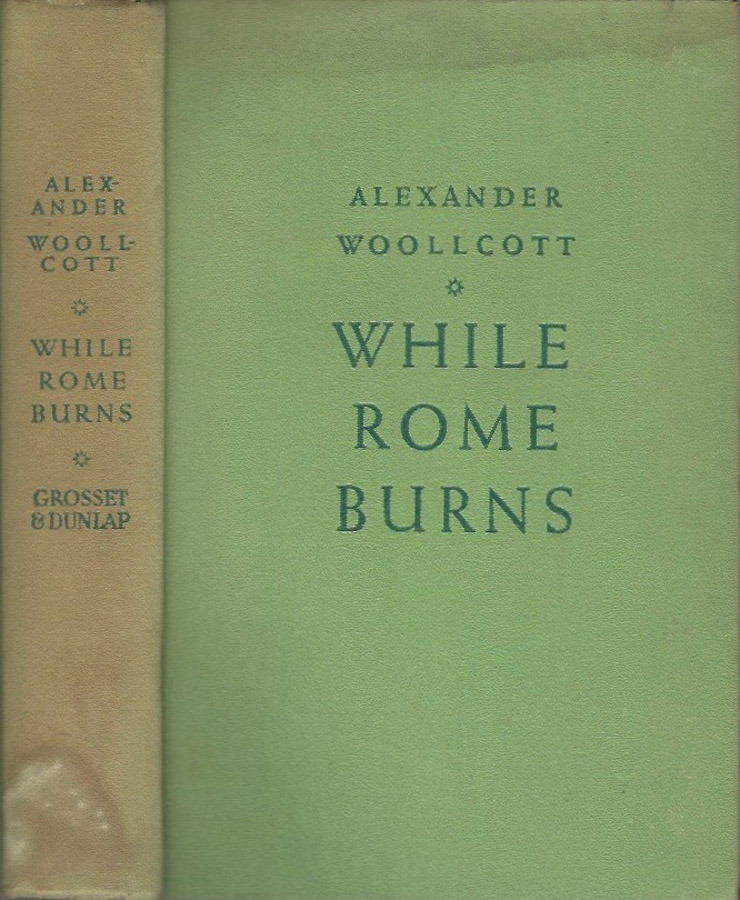 ALEX-
ANDER
WOOLL-
COTT
WHILE
ROME
BURNS
GROSSET
& DUNLAP
ALEXANDER
WOOLLCOTT
WHILE
ROME
BURNS